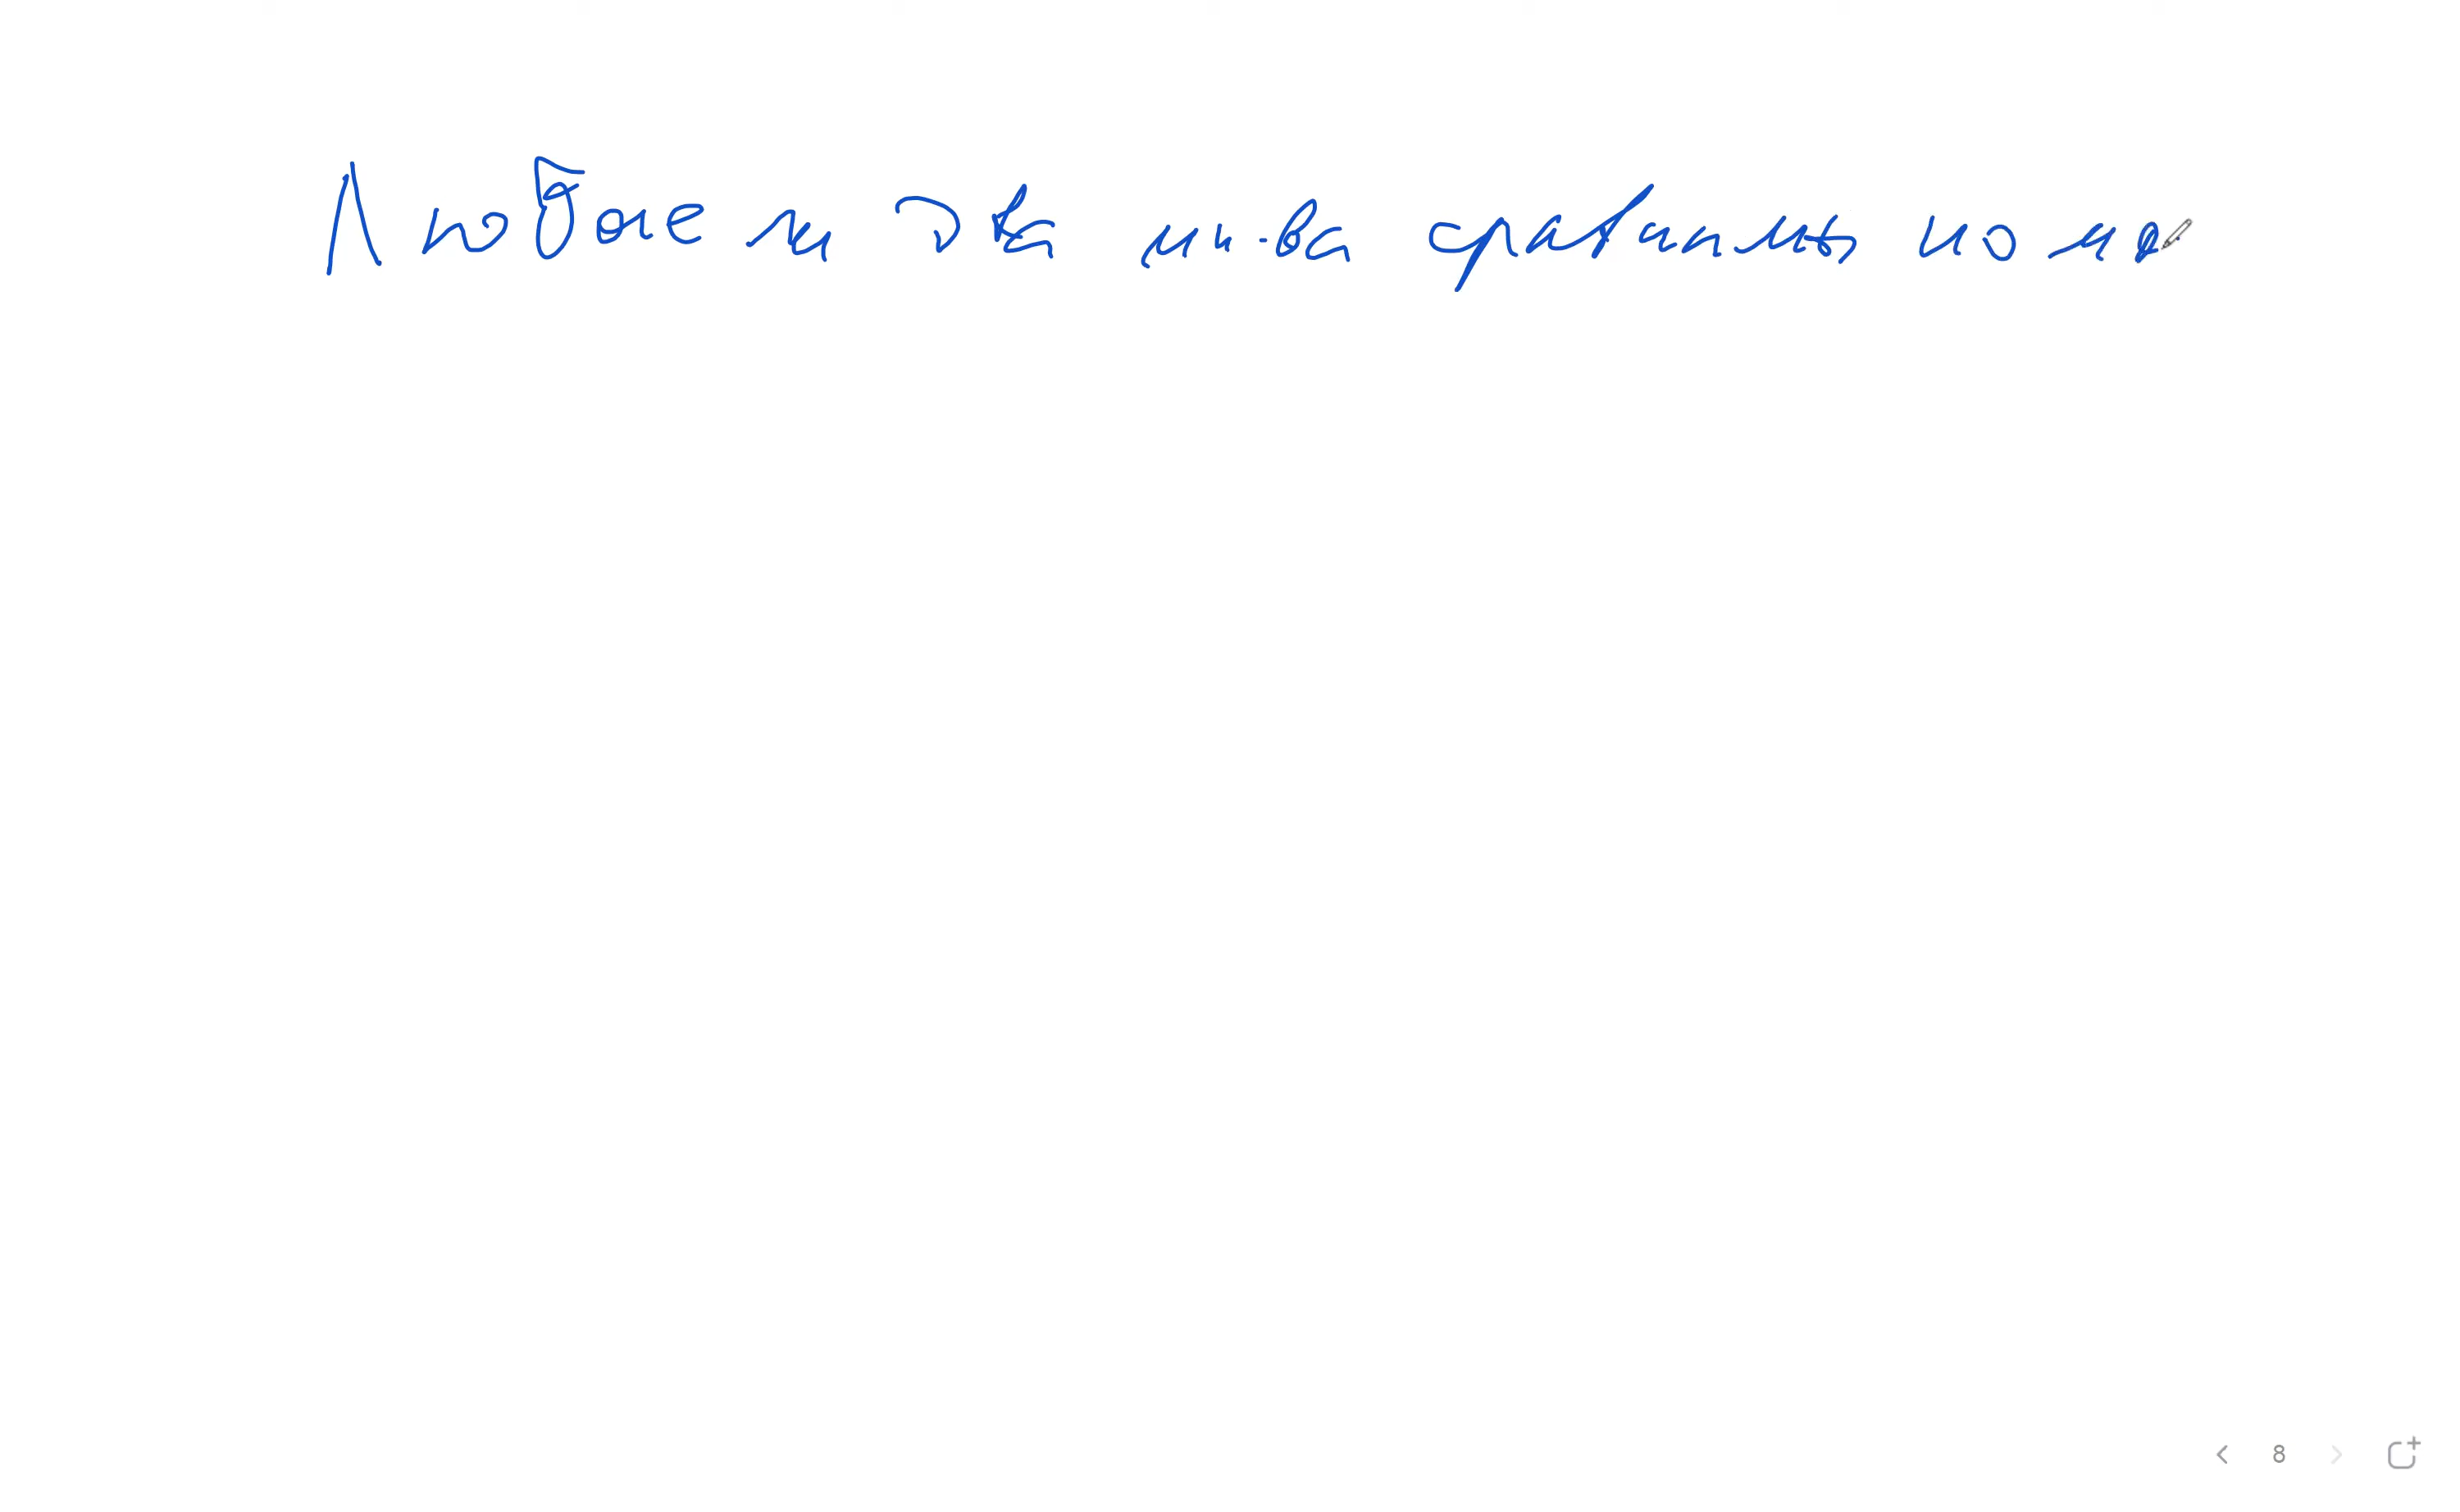 Любые ли два мн-ва сравнимы по
8